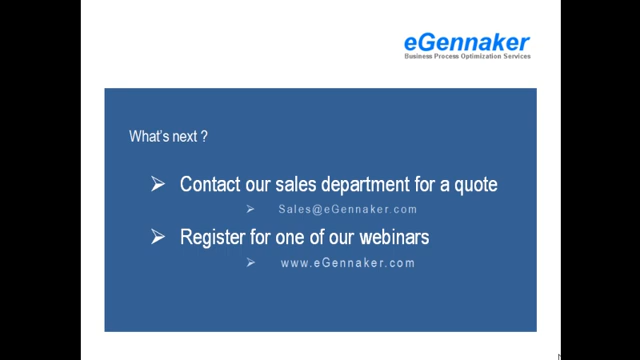 eGennaker
Business Process Optimization Services
What's next ?
Contact our sales department for a quote
Sales@eGennaker.com
Register for one of our webinars
www.eGennaker.com